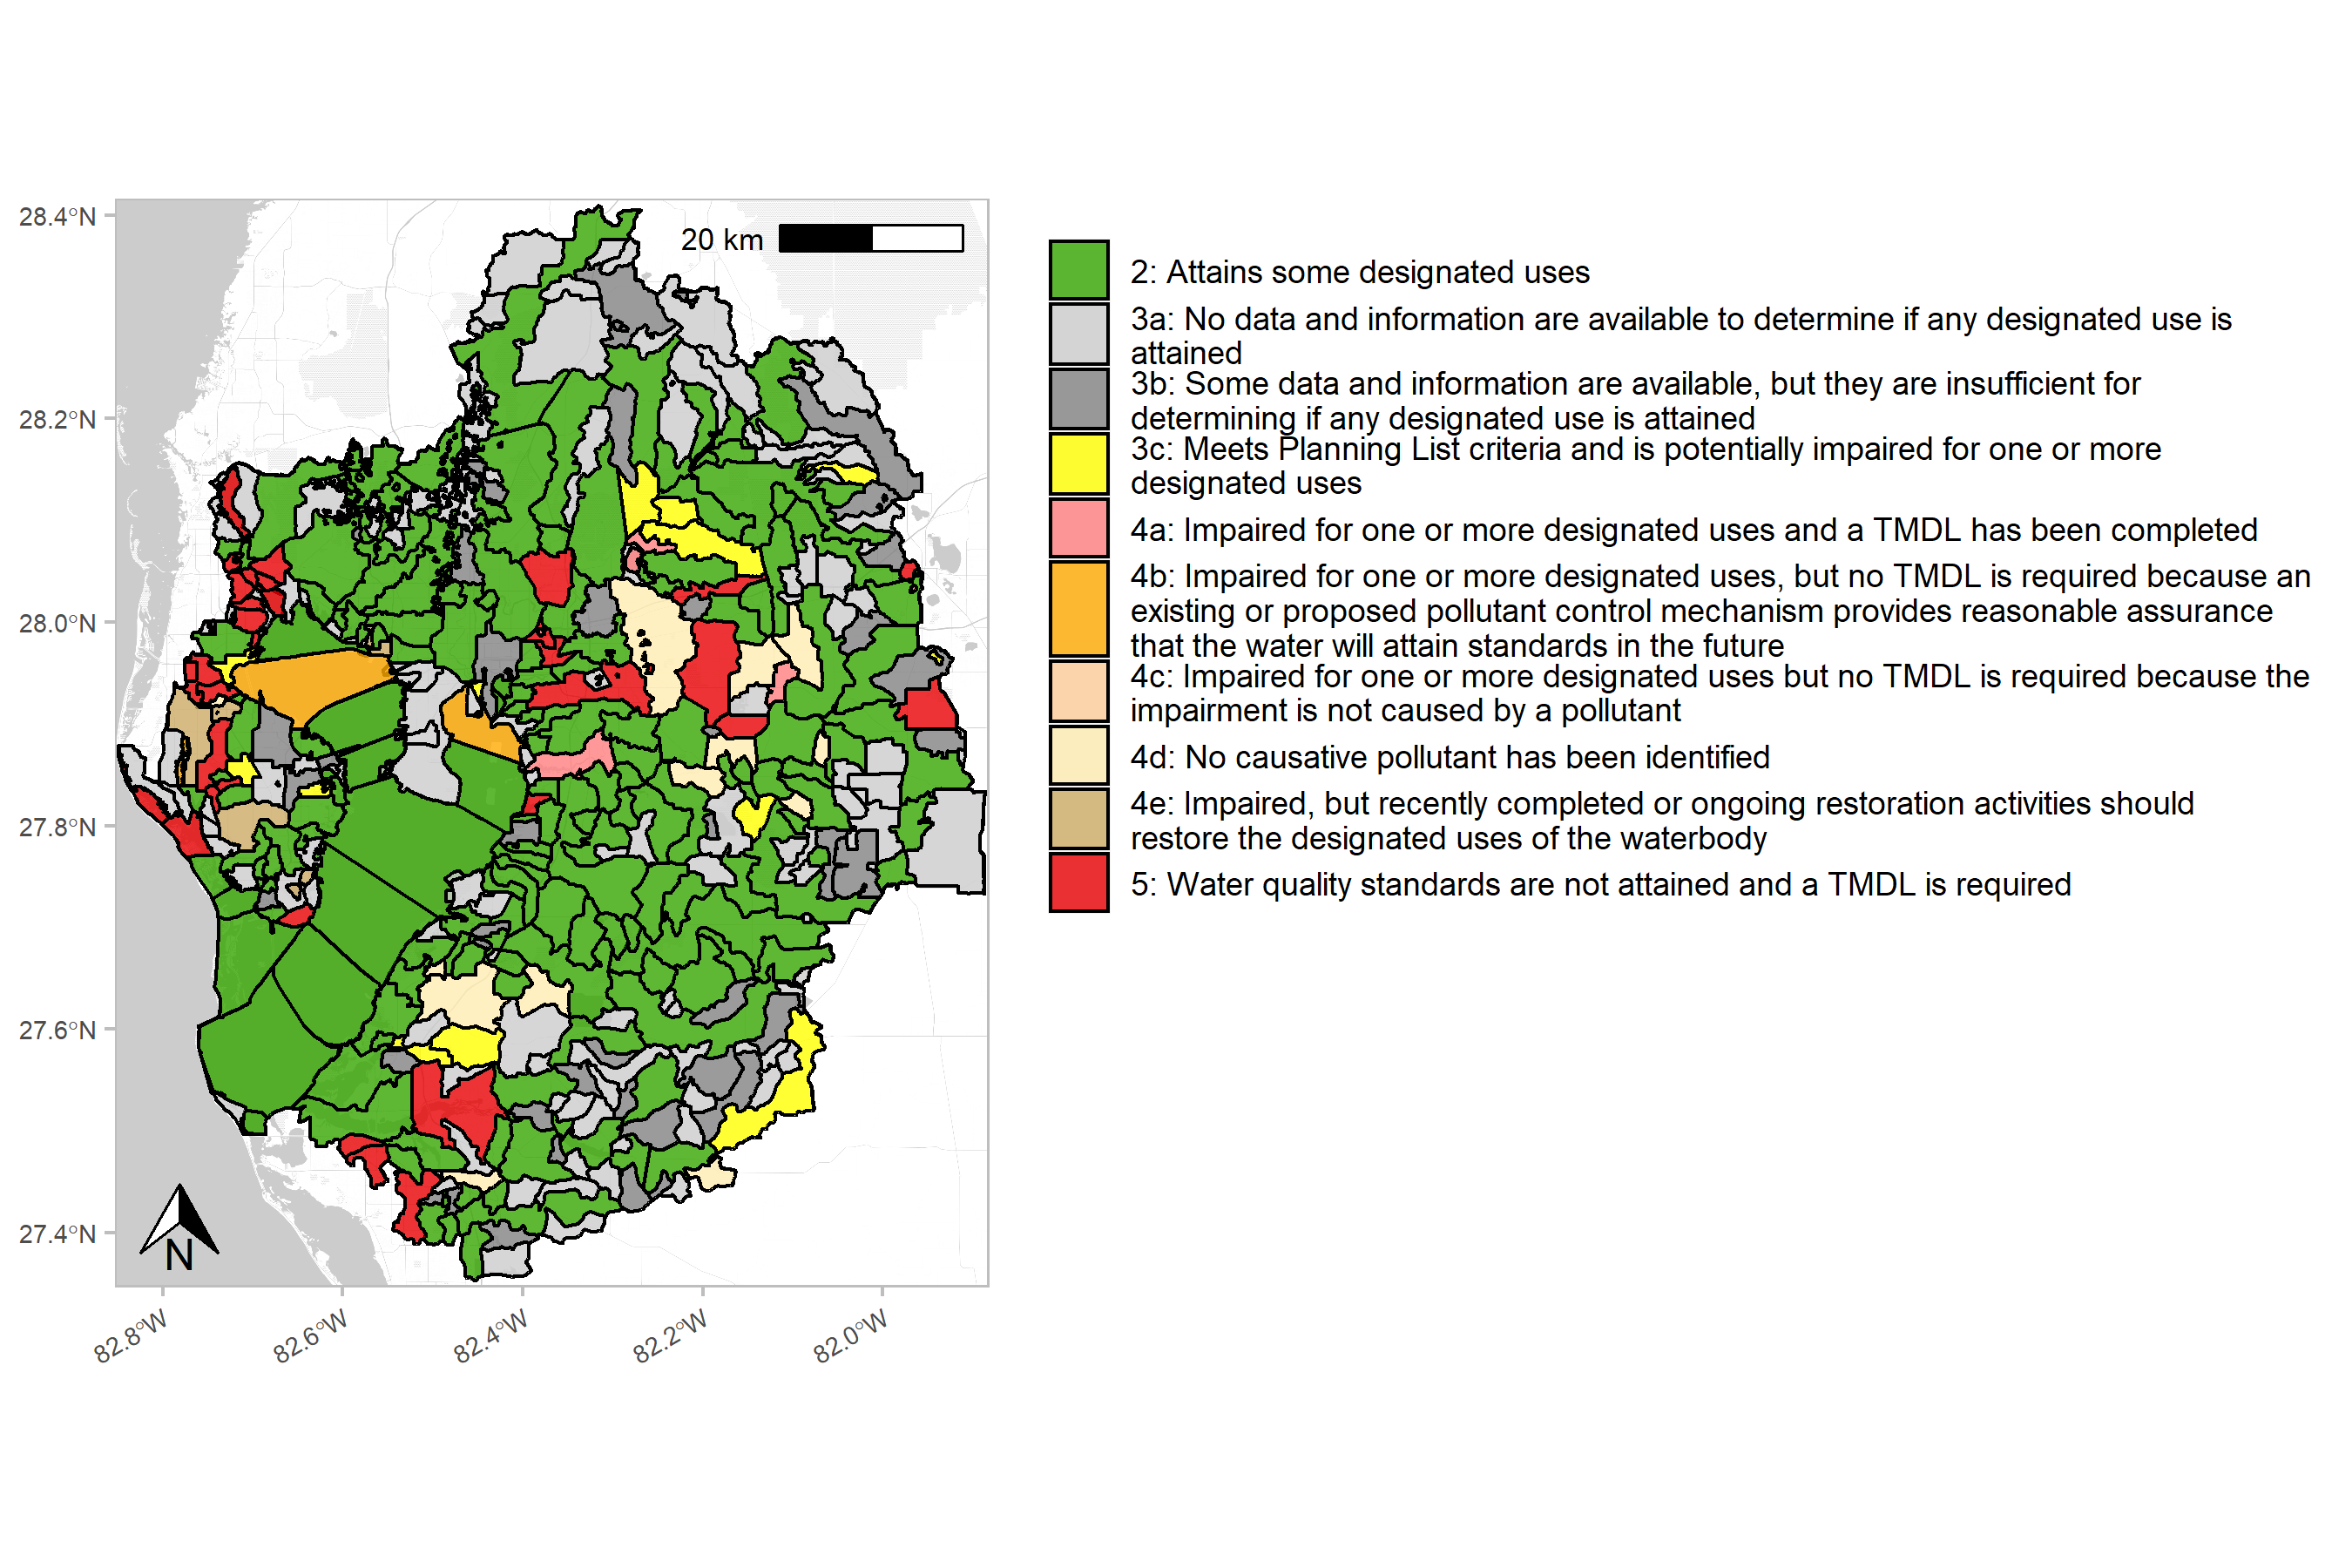 28.4°N
28.2°N
28.0°N
27.8°N
27.6°N
27.4°N
20 km
N
82.8°W
82.6°W
82.4°W
82.2°W
82.0°W
2: Attains some designated uses
3a: No data and information are available to determine if any designated use is
attained
3b: Some data and information are available, but they are insufficient for
determining if any designated use is attained
3c: Meets Planning List criteria and is potentially impaired for one or more
designated uses
4a: Impaired for one or more designated uses and a TMDL has been completed
4b: Impaired for one or more designated uses, but no TMDL is required because an
existing or proposed pollutant control mechanism provides reasonable assurance
that the water will attain standards in the future
4c: Impaired for one or more designated uses but no TMDL is required because the
impairment is not caused by a pollutant
4d: No causative pollutant has been identified
4e: Impaired, but recently completed or ongoing restoration activities should
restore the designated uses of the waterbody
5: Water quality standards are not attained and a TMDL is required